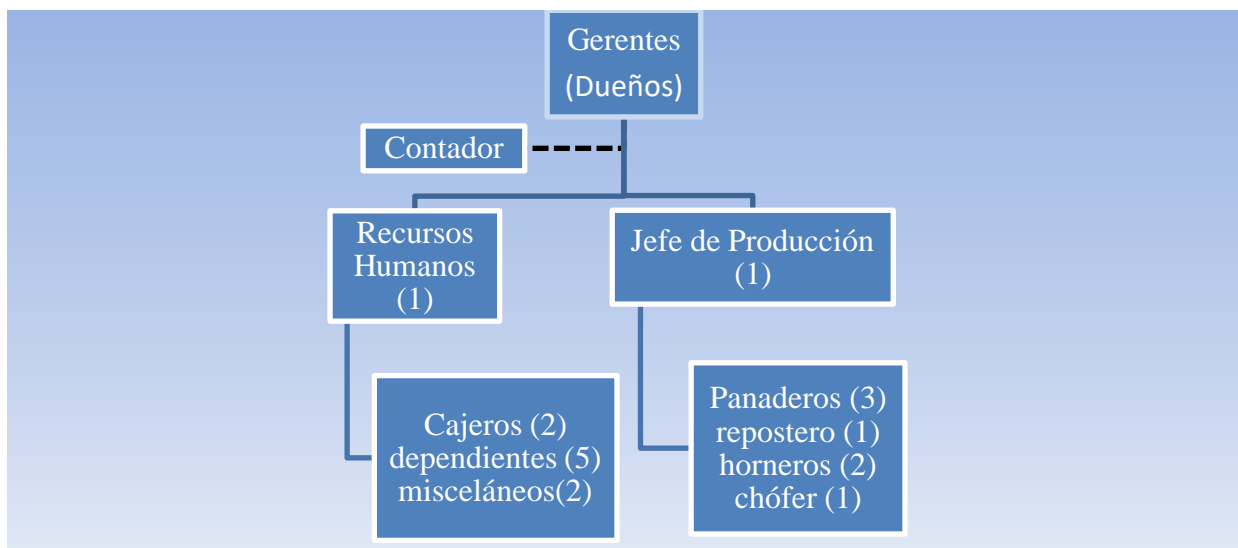 Gerentes
(Dueños)
Contador
Recursos
Humanos
(1)
Jefe de Producción
(1)
Cajeros (2)
dependientes (5)
misceláneos(2)
Panaderos (3)
repostero (1)
horneros (2)
chófer (1)